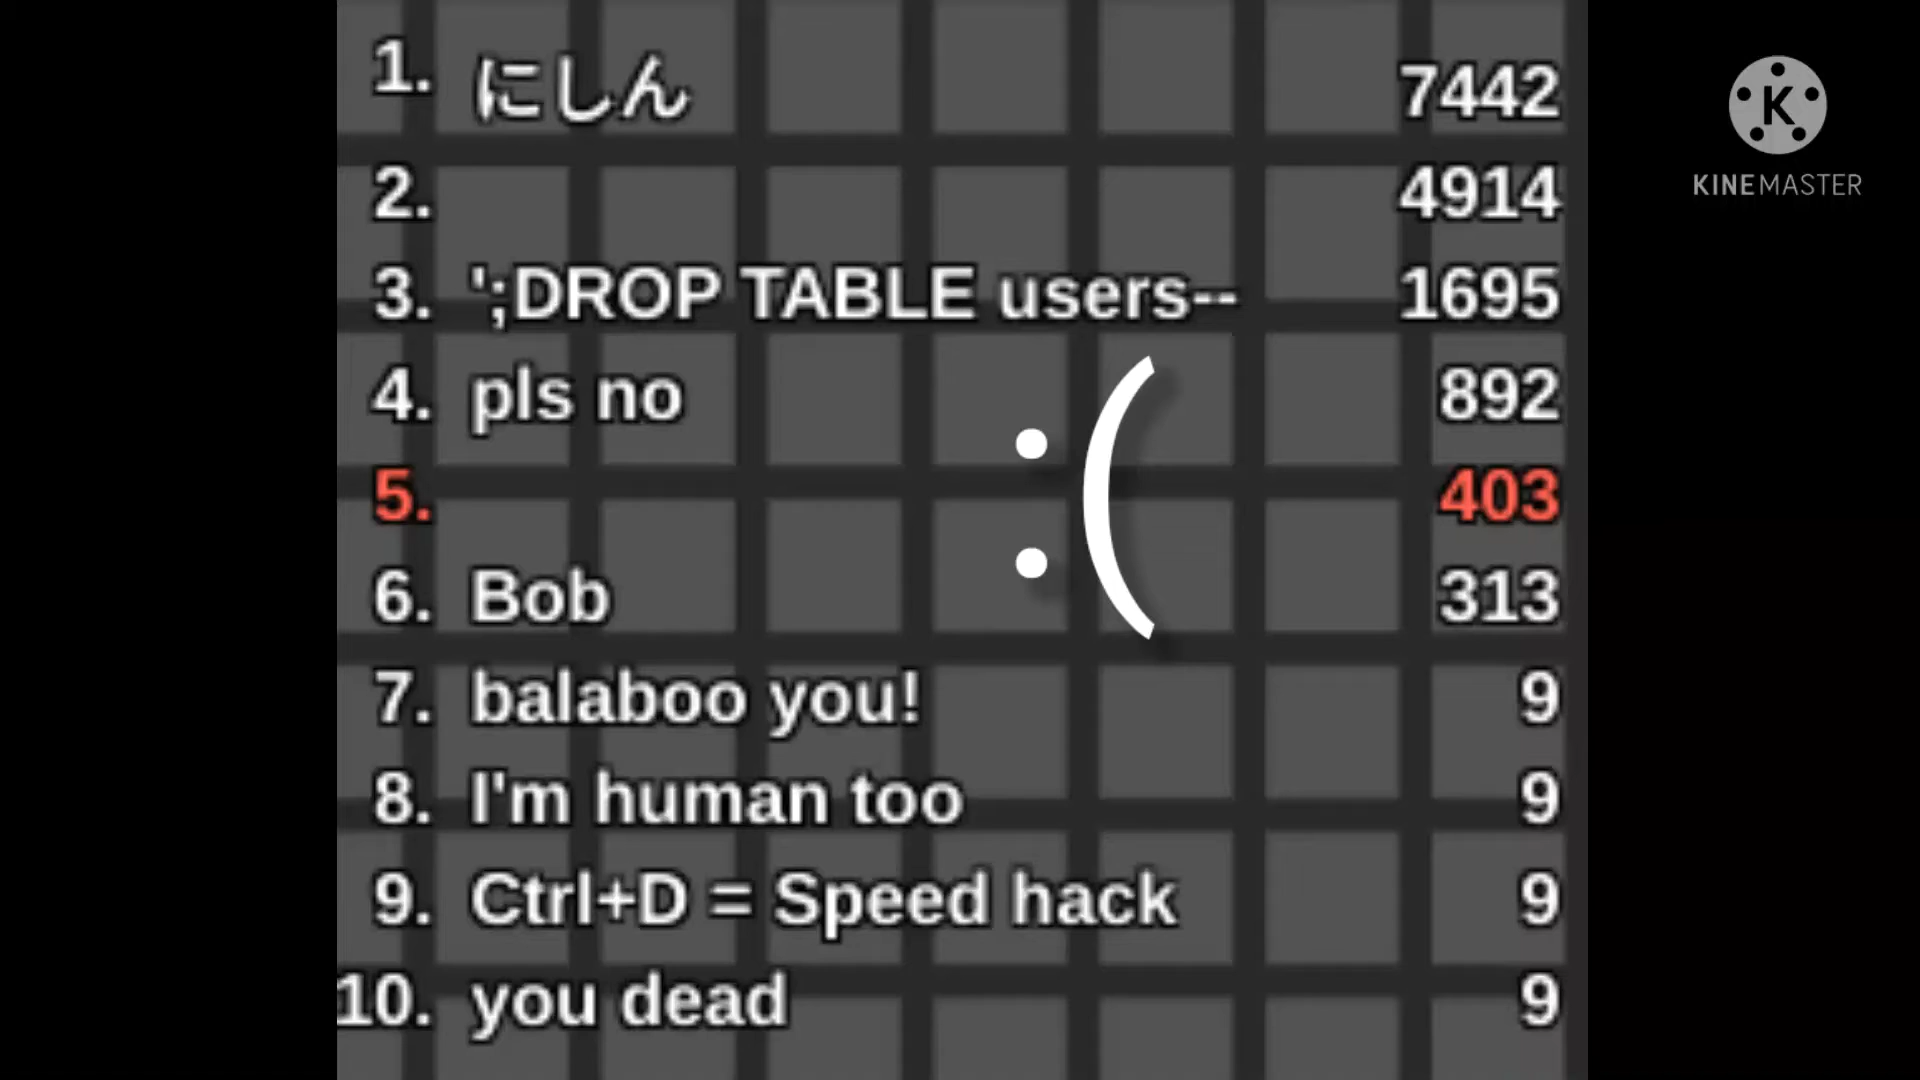 1. にしん 7442
2. 4914
3. ';DROP TABLE users-- 1695
4. pls no 892
5. 403
6. Bob 313
7. balaboo you! 9
8. I'm human too 9
9. Ctrl+D = Speed hack 9
10. you dead 9
:(
K
KINEMASTER